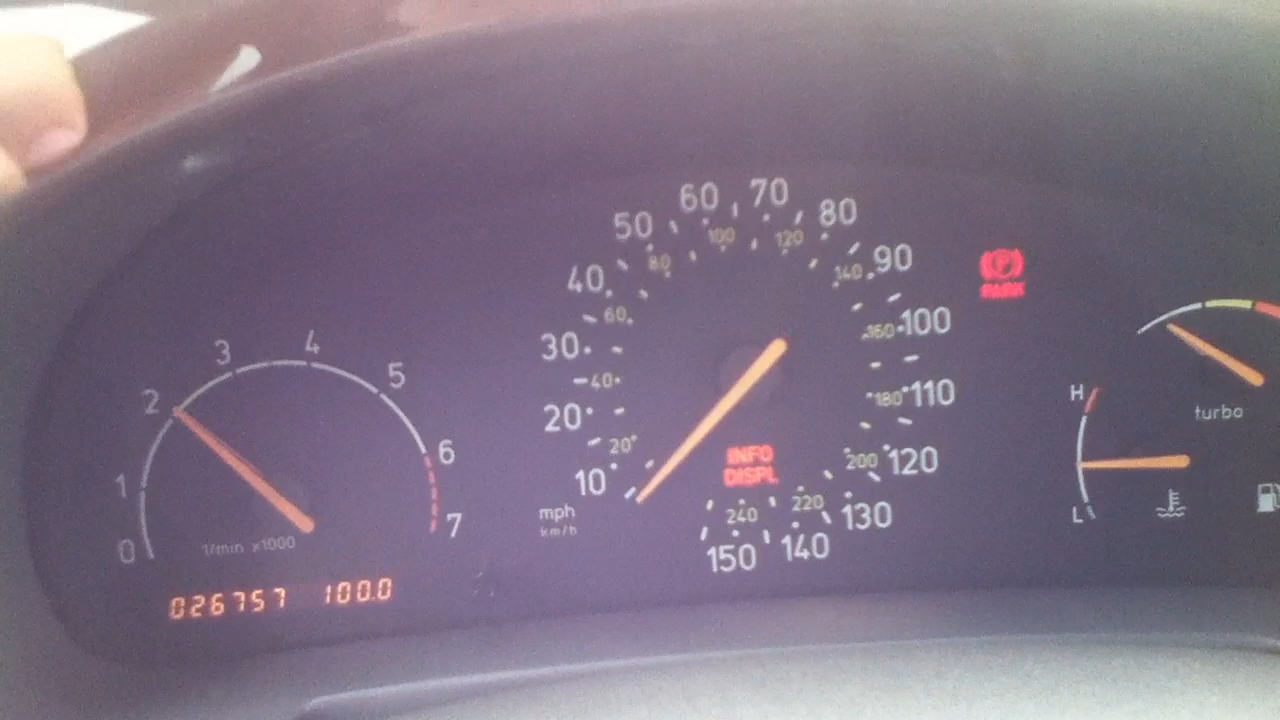 60 70
50 80
100 120
80 90
140
40
60 100
160
30
40 110
180
20
20 120
200
10
INFO
DISPL
mph
km/h
240 220
130
150 140
PARK
0 1 2 3 4 5 6 7
1/min x1000
026757 100.0
turbo
H
L